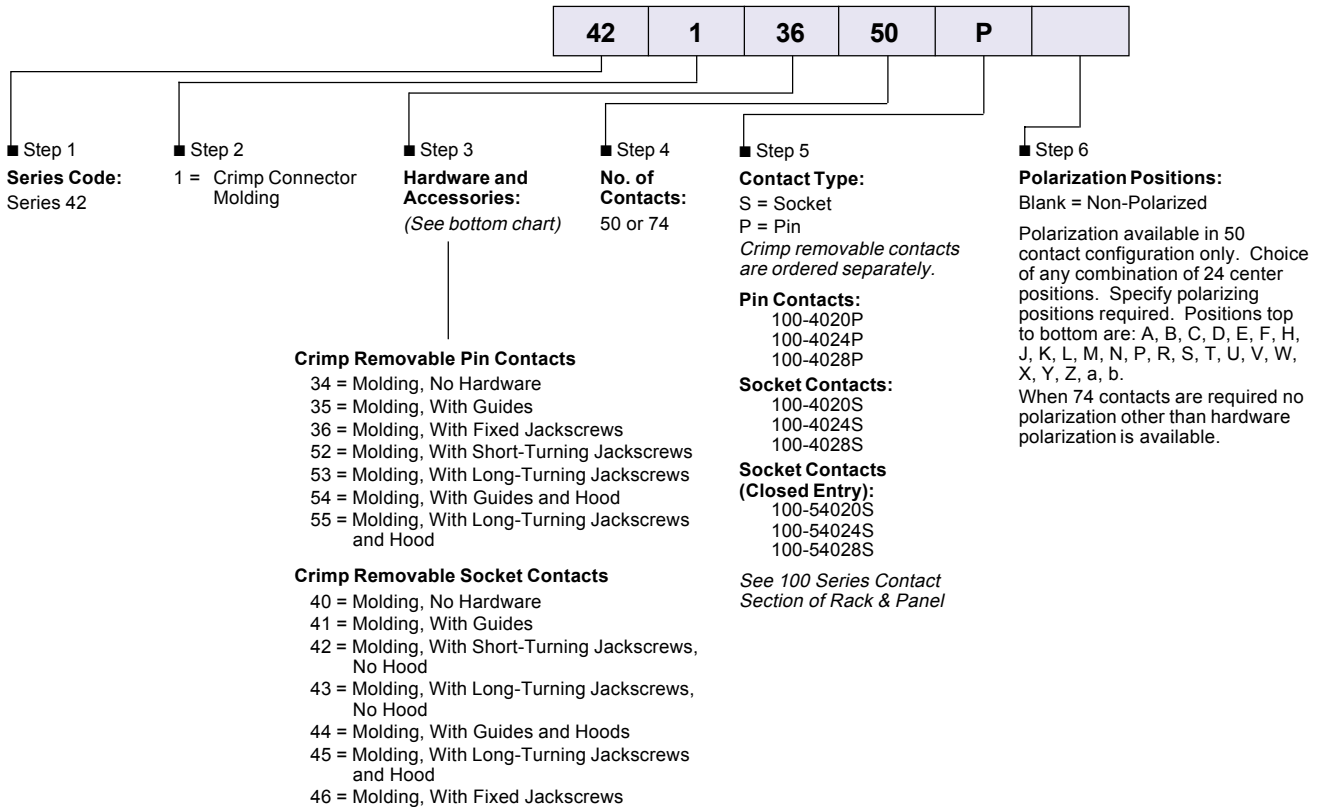 42 1 36 50 P
■ Step 1
Series Code:
Series 42
■ Step 2
1 = Crimp Connector
Molding
■ Step 3
Hardware and
Accessories:
(See bottom chart)
■ Step 4
No. of
Contacts:
50 or 74
■ Step 5
Contact Type:
S = Socket
P = Pin
Crimp removable contacts
are ordered separately.
Pin Contacts:
100-4020P
100-4024P
100-4028P
Socket Contacts:
100-4020S
100-4024S
100-4028S
Socket Contacts
(Closed Entry):
100-54020S
100-54024S
100-54028S
See 100 Series Contact
Section of Rack & Panel
■ Step 6
Polarization Positions:
Blank = Non-Polarized
Polarization available in 50
contact configuration only. Choice
of any combination of 24 center
positions. Specify polarizing
positions required. Positions top
to bottom are: A, B, C, D, E, F, H,
J, K, L, M, N, P, R, S, T, U, V, W,
X, Y, Z, a, b.
When 74 contacts are required no
polarization other than hardware
polarization is available.
Crimp Removable Pin Contacts
34 = Molding, No Hardware
35 = Molding, With Guides
36 = Molding, With Fixed Jackscrews
52 = Molding, With Short-Turning Jackscrews
53 = Molding, With Long-Turning Jackscrews
54 = Molding, With Guides and Hood
55 = Molding, With Long-Turning Jackscrews
and Hood
Crimp Removable Socket Contacts
40 = Molding, No Hardware
41 = Molding, With Guides
42 = Molding, With Short-Turning Jackscrews,
No Hood
43 = Molding, With Long-Turning Jackscrews,
No Hood
44 = Molding, With Guides and Hoods
45 = Molding, With Long-Turning Jackscrews
and Hood
46 = Molding, With Fixed Jackscrews